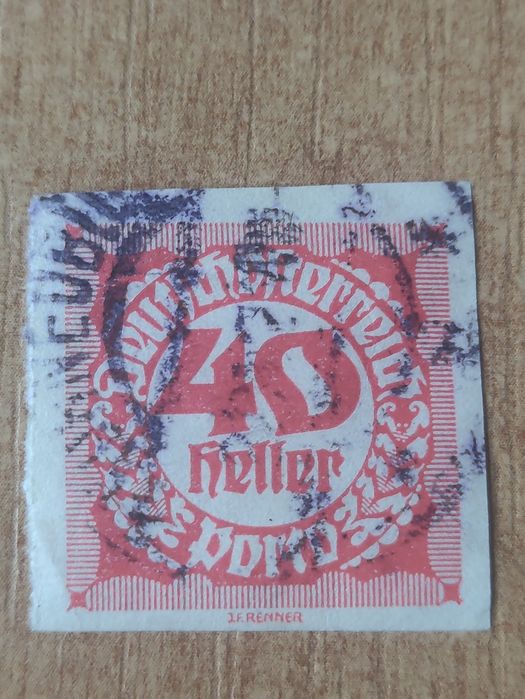 Deutschösterreich
40
heller
Porto
J.F.RENNER